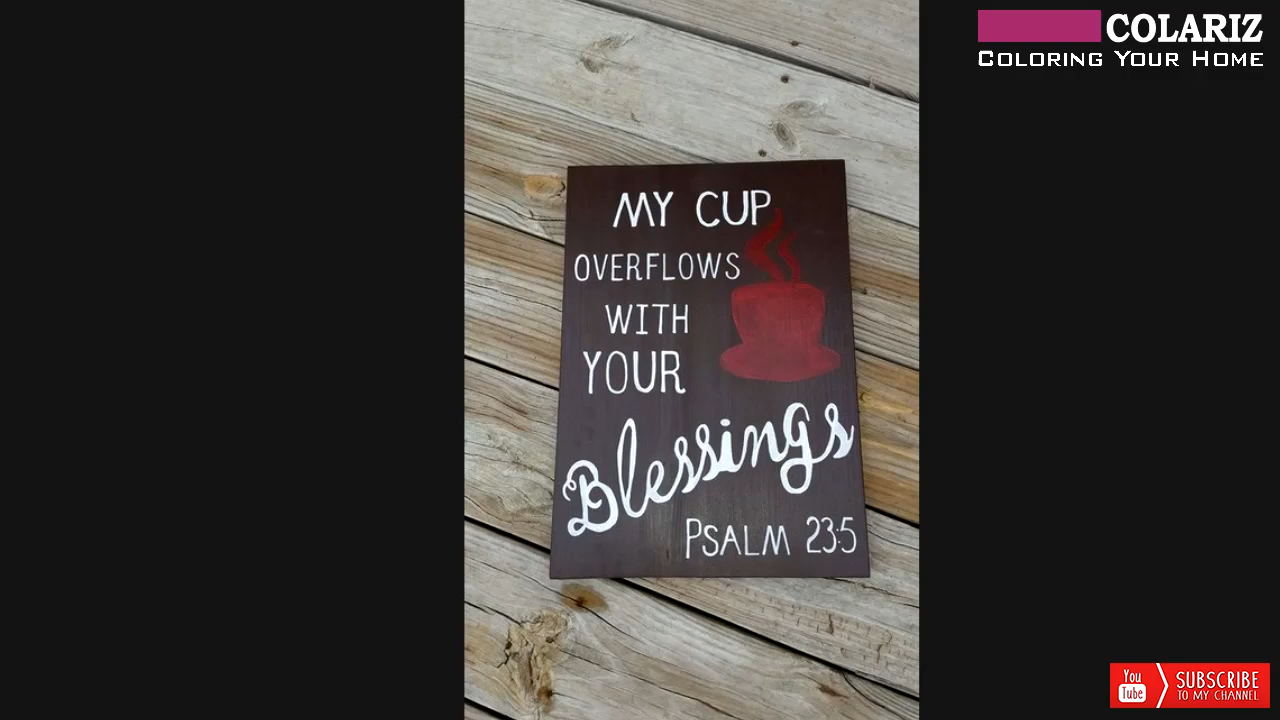 COLARIZ
COLORING YOUR HOME
MY CUP
OVERFLOWS
WITH
YOUR
Blessings
PSALM 23:5
You
Tube
SUBSCRIBE
TO MY CHANNEL